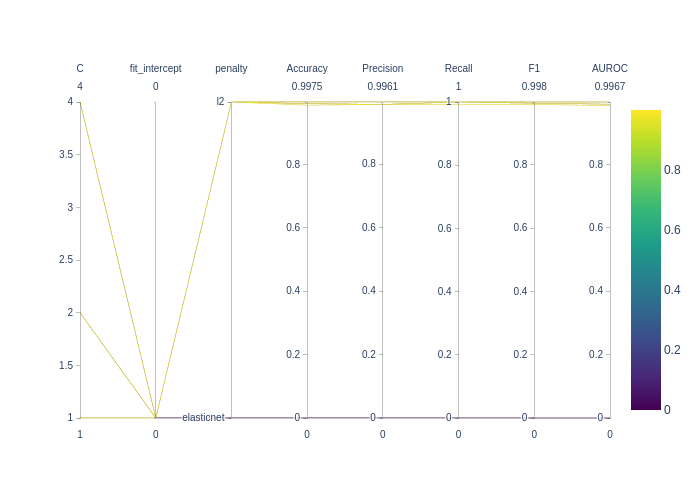 C fit_intercept penalty Accuracy Precision Recall F1 AUROC
4 0 0.9975 0.9961 1 0.998 0.9967
4 l2 1
3.5 0.8 0.8 0.8 0.8 0.8 0.8
3
0.6 0.6 0.6 0.6 0.6 0.6
2.5
2 0.4 0.4 0.4 0.4 0.4 0.4
1.5 0.2 0.2 0.2 0.2 0.2 0.2
1 elasticnet 0 0 0 0 0 0
1 0 0 0 0 0 0